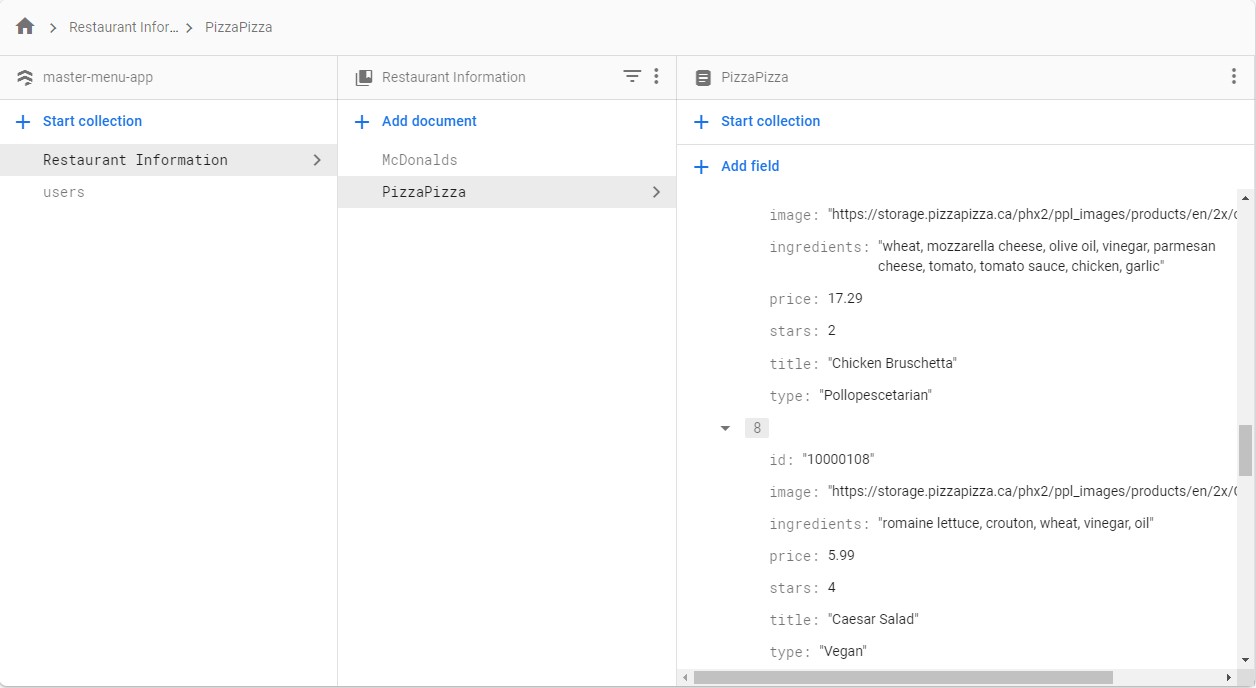 Restaurant Infor... PizzaPizza
master-menu-app
Start collection
Restaurant Information
users
Restaurant Information
Add document
McDonalds
PizzaPizza
PizzaPizza
Start collection
Add field
image: "https://storage.pizzapizza.ca/phx2/ppl_images/products/en/2x/
ingredients: "wheat, mozzarella cheese, olive oil, vinegar, parmesan
cheese, tomato, tomato sauce, chicken, garlic"
price: 17.29
stars: 2
title: "Chicken Bruschetta"
type: "Pollopescetarian"
8
id: "10000108"
image: "https://storage.pizzapizza.ca/phx2/ppl_images/products/en/2x/
ingredients: "romaine lettuce, crouton, wheat, vinegar, oil"
price: 5.99
stars: 4
title: "Caesar Salad"
type: "Vegan"